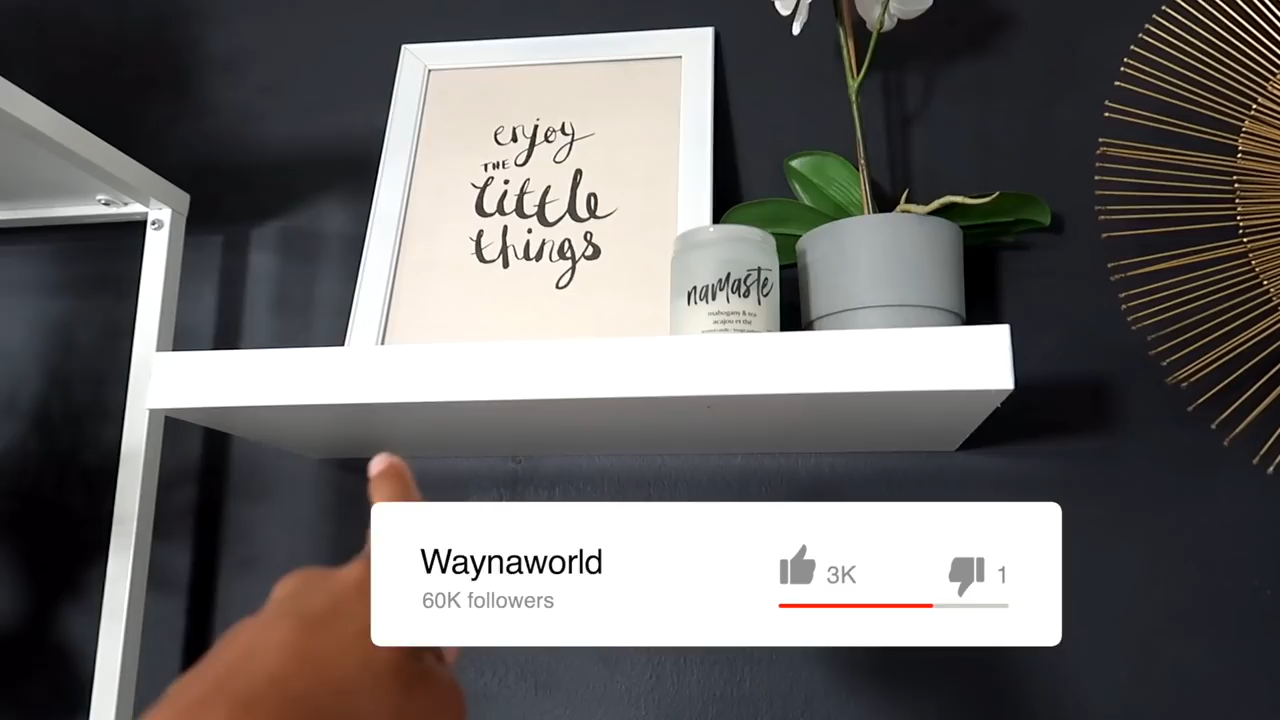 enjoy
THE
little
things
namaste
mahogany & tea
acajou et thé
Waynaworld
60K followers
3K
1